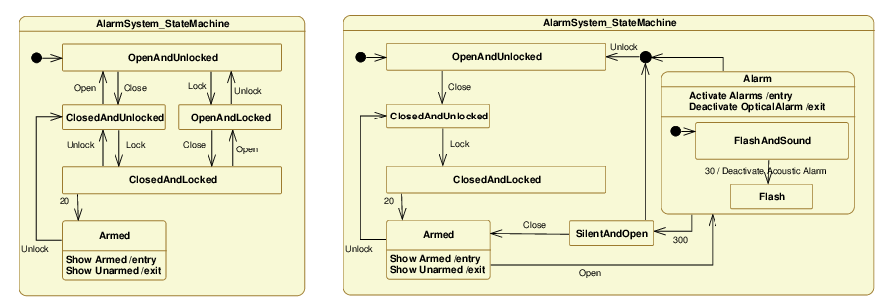 AlarmSystem_StateMachine
OpenAndUnlocked
Open
Close
Lock
Unlock
ClosedAndUnlocked
OpenAndLocked
Unlock
Lock
Close
Open
ClosedAndLocked
20
Armed
Unlock
Show Armed /entry
Show Unarmed /exit
AlarmSystem_StateMachine
OpenAndUnlocked
Unlock
Close
ClosedAndUnlocked
Lock
ClosedAndLocked
20
Armed
Unlock
Show Armed /entry
Show Unarmed /exit
Close
SilentAndOpen
300
Open
Alarm
Activate Alarms /entry
Deactivate OpticalAlarm /exit
FlashAndSound
30 / Deactivate Acoustic Alarm
Flash